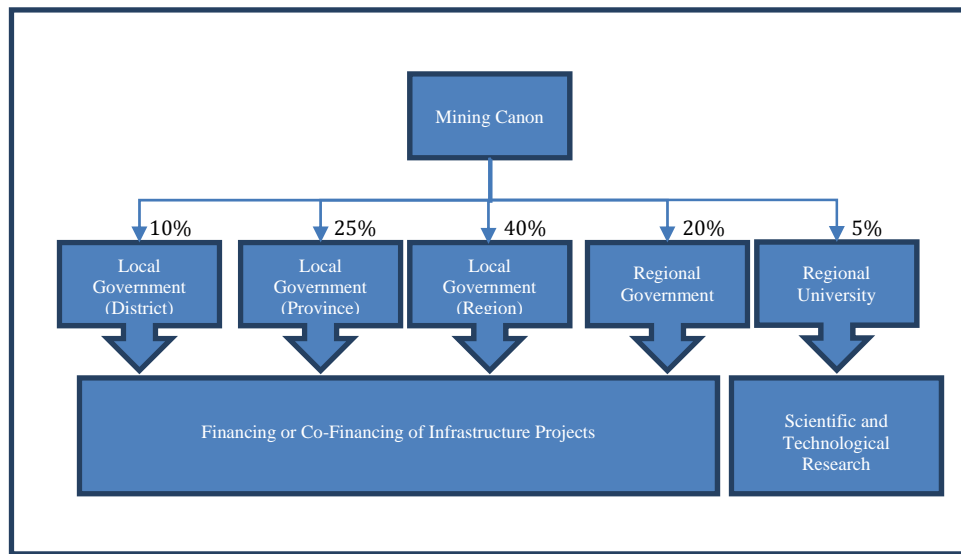 Mining Canon
10%
25%
40%
20%
5%
Local
Government
(District)
Local
Government
(Province)
Local
Government
(Region)
Regional
Government
Regional
University
Financing or Co-Financing of Infrastructure Projects
Scientific and
Technological
Research